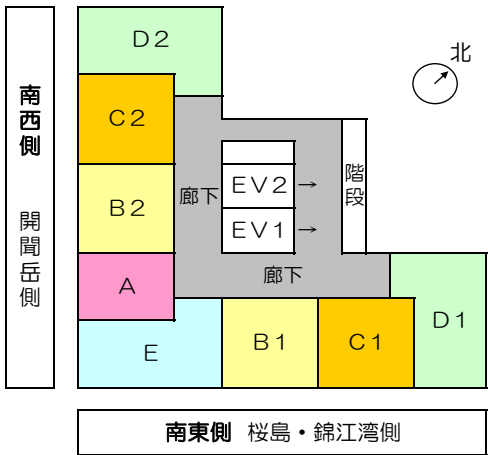 D2
北
南西側 開聞岳側
C2
階段
廊下
EV2 →
B2
EV1 →
廊下
A
D1
E
B1
C1
南東側 桜島・錦江湾側